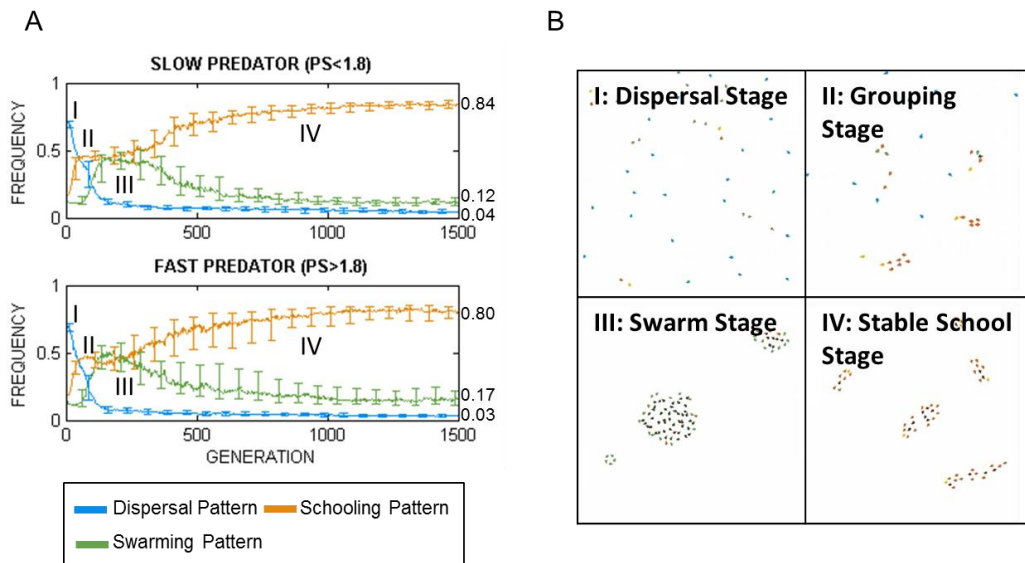 A
SLOW PREDATOR (PS<1.8)
1
0.5
0
FREQUENCY
I
II
III
IV
0.84
0.12
0.04
0 500 1000 1500
FAST PREDATOR (PS>1.8)
1
0.5
0
FREQUENCY
I
II
III
IV
0.80
0.17
0.03
0 500 1000 1500
GENERATION
Dispersal Pattern Schooling Pattern
Swarming Pattern
B
I: Dispersal Stage
II: Grouping
Stage
III: Swarm Stage
IV: Stable School
Stage